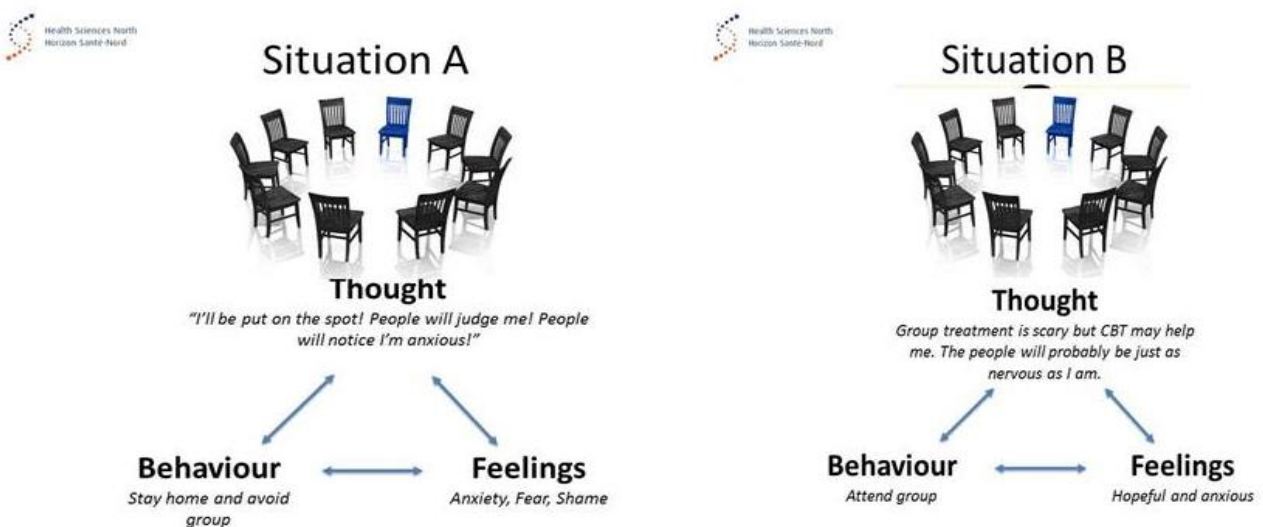 Health Sciences North
Horizon Santé-Nord
Situation A
Thought
"I'll be put on the spot! People will judge me! People
will notice I'm anxious!"
Behaviour
Stay home and avoid
group
Feelings
Anxiety, Fear, Shame
Health Sciences North
Horizon Santé-Nord
Situation B
Thought
Group treatment is scary but CBT may help
me. The people will probably be just as
nervous as I am.
Behaviour
Attend group
Feelings
Hopeful and anxious